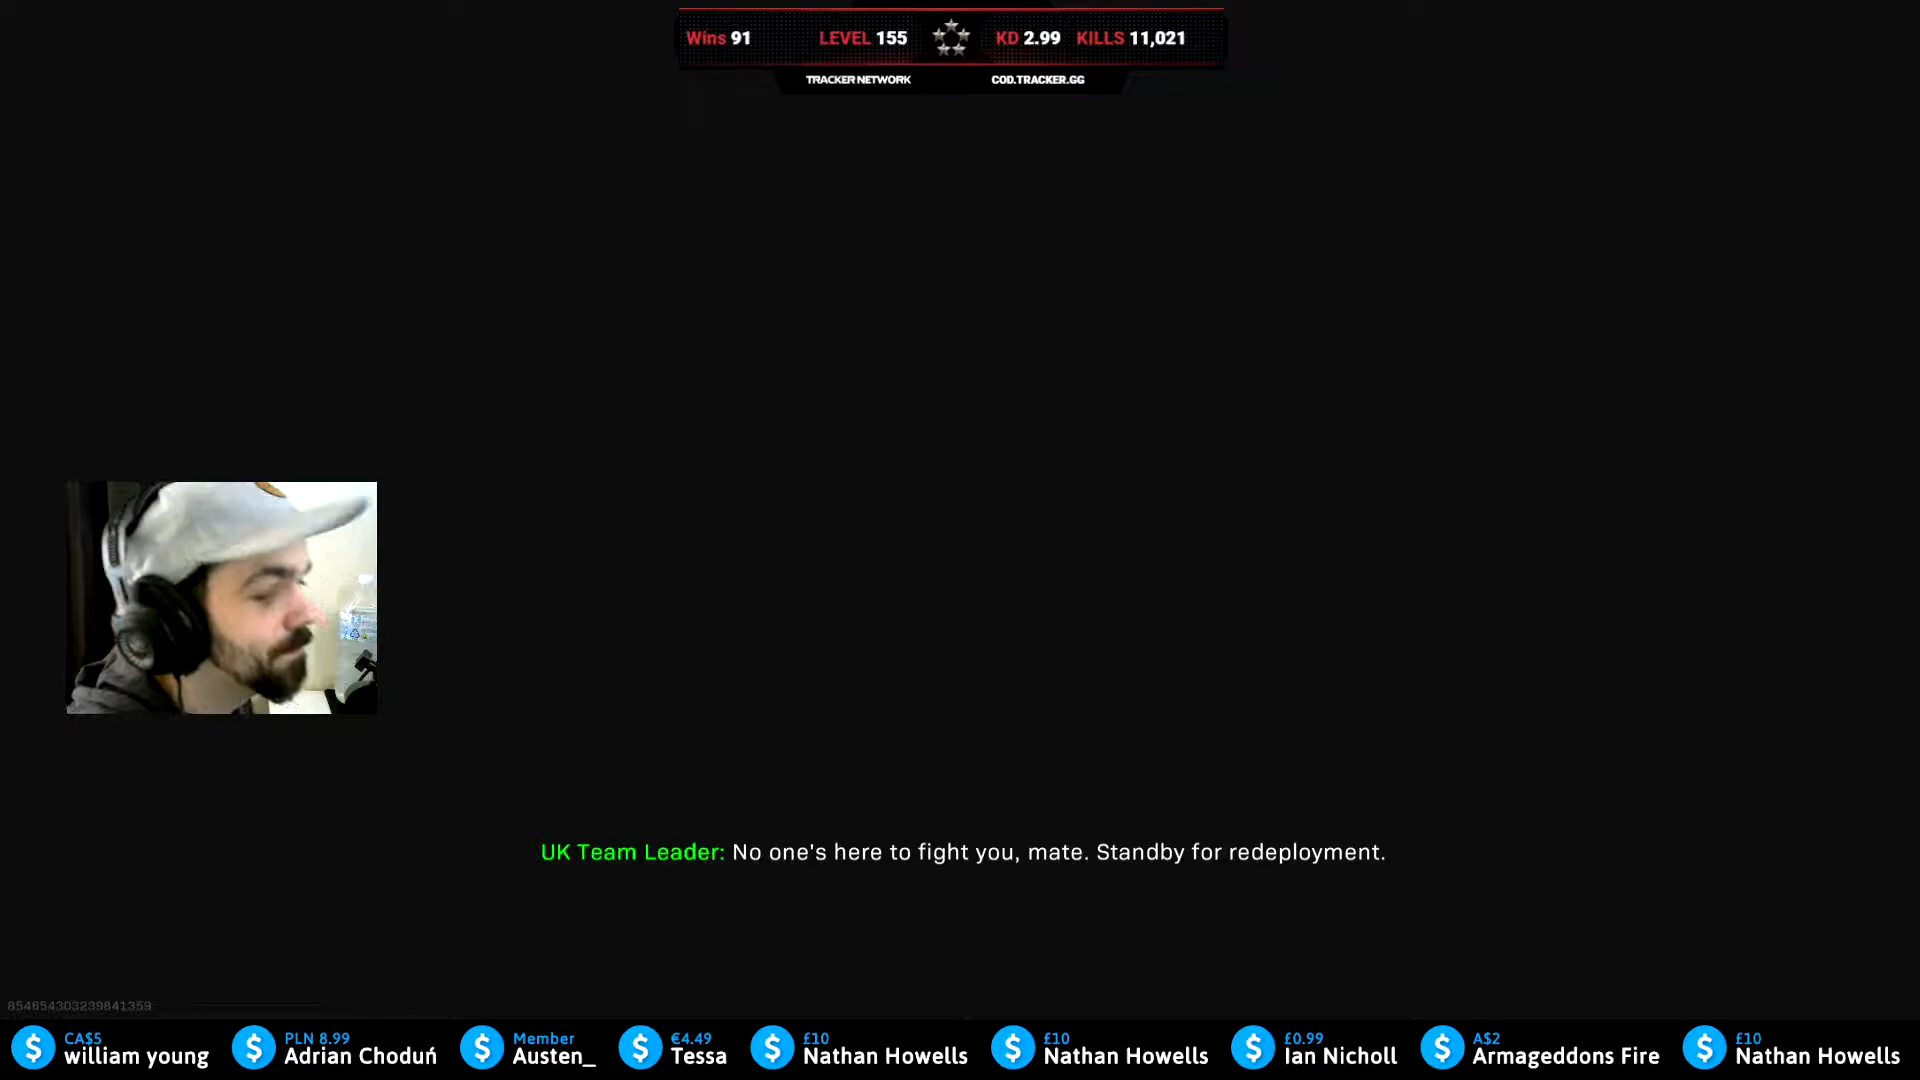 Wins 91 LEVEL 155 KD 2.99 KILLS 11,021
TRACKER NETWORK COD.TRACKER.GG
UK Team Leader: No one's here to fight you, mate. Standby for redeployment.
854654303239841359
CA$5 PLN 8.99 Member €4.49 £10 £10 £0.99 A$2 £10
william young Adrian Choduń Austen_ Tessa Nathan Howells Nathan Howells Ian Nicholl Armageddons Fire Nathan Howells